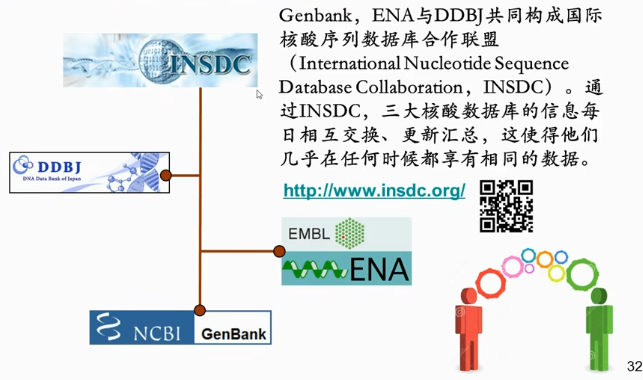 Genbank，ENA与DDBJ共同构成国际
核酸序列数据库合作联盟
（International Nucleotide Sequence
Database Collaboration，INSDC）。通
过INSDC，三大核酸数据库的信息每
日相互交换、更新汇总，这使得他们
几乎在任何时候都享有相同的数据。
http://www.insdc.org/
INSDC
DDBJ
DNA Data Bank of Japan
EMBL
ENA
NCBI
GenBank
32